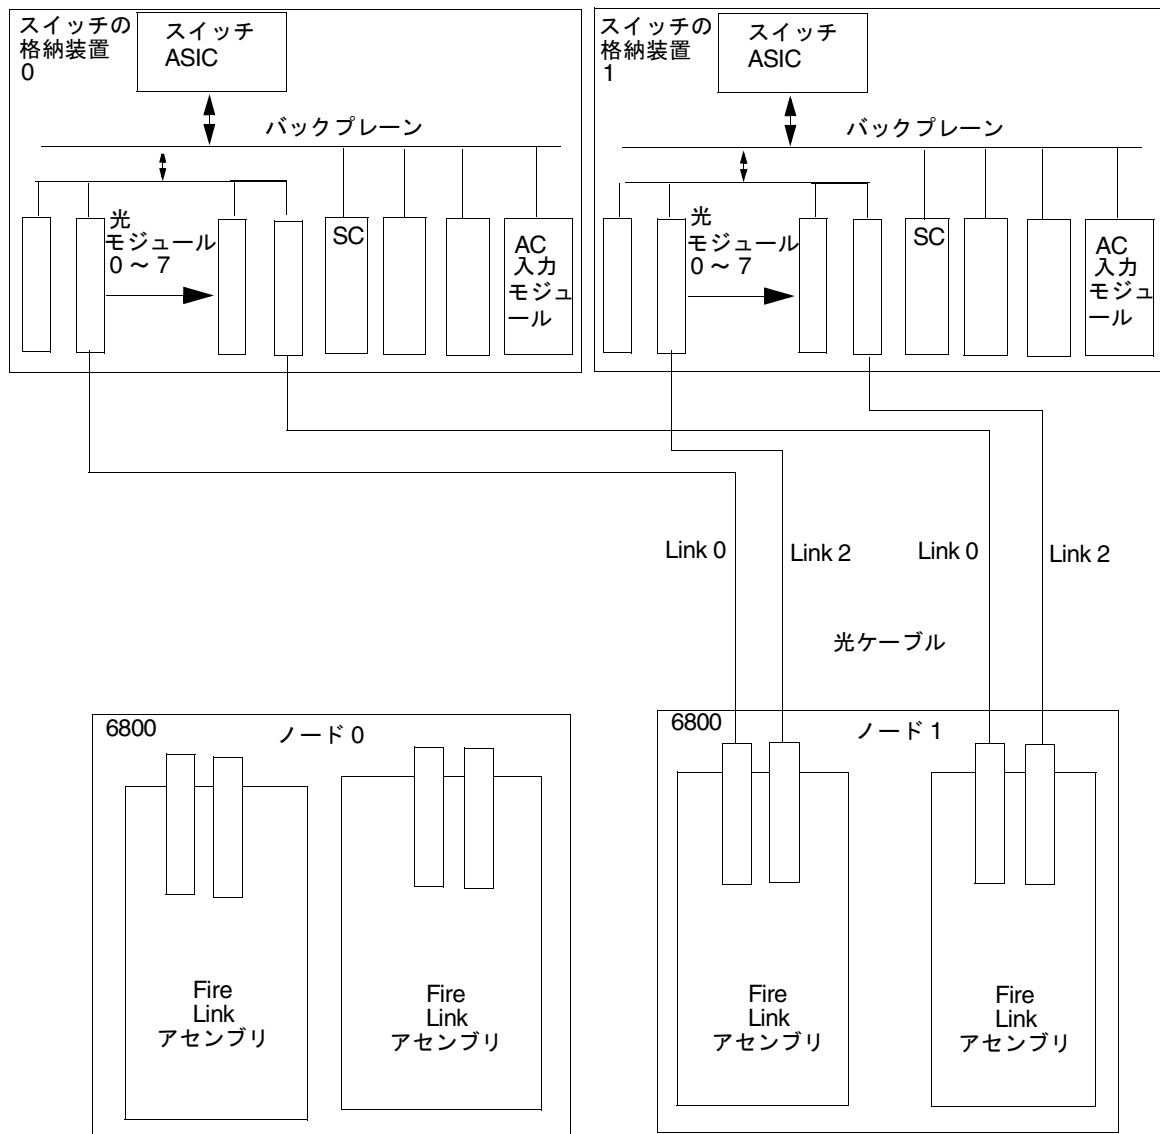 スイッチの
格納装置
0
スイッチ
ASIC
バックプレーン
光
モジュール
0 ~ 7
SC
AC
入力
モジュ
ール
スイッチの
格納装置
1
スイッチ
ASIC
バックプレーン
光
モジュール
0 ~ 7
SC
AC
入力
モジュ
ール
Link 0
Link 2
Link 0
Link 2
光ケーブル
6800
ノード 0
Fire
Link
アセンブリ
Fire
Link
アセンブリ
6800
ノード 1
Fire
Link
アセンブリ
Fire
Link
アセンブリ